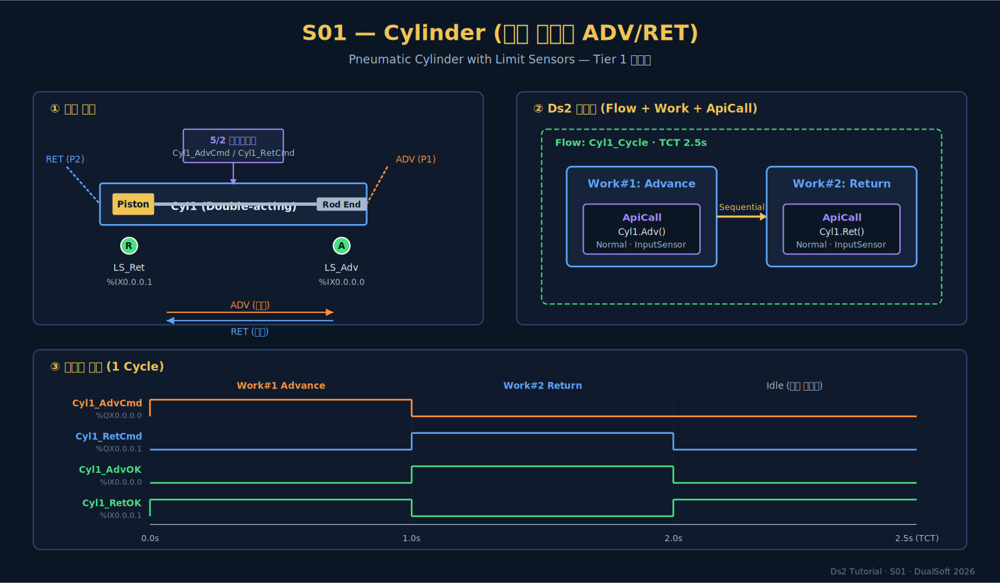 S01 — Cylinder ( ADV/RET)
Pneumatic Cylinder with Limit Sensors — Tier 1
①
5/2
Cyl1_AdvCmd / Cyl1_RetCmd
RET (P2)
ADV (P1)
Piston
Cyl1 (Double-acting)
Rod End
R
A
LS_Ret
LS_Adv
%IX0.0.0.1
%IX0.0.0.0
ADV ( )
RET ( )
② Ds2 (Flow + Work + ApiCall)
Flow: Cyl1_Cycle · TCT 2.5s
Work#1: Advance
ApiCall
Cyl1.Adv()
Normal · InputSensor
Sequential
Work#2: Return
ApiCall
Cyl1.Ret()
Normal · InputSensor
③ (1 Cycle)
Work#1 Advance
Work#2 Return
Idle ( )
Cyl1_AdvCmd
%QX0.0.0.0
Cyl1_RetCmd
%QX0.0.0.1
Cyl1_AdvOK
%IX0.0.0.0
Cyl1_RetOK
%IX0.0.0.1
0.0s
1.0s
2.0s
2.5s (TCT)
Ds2 Tutorial · S01 · DualSoft 2026